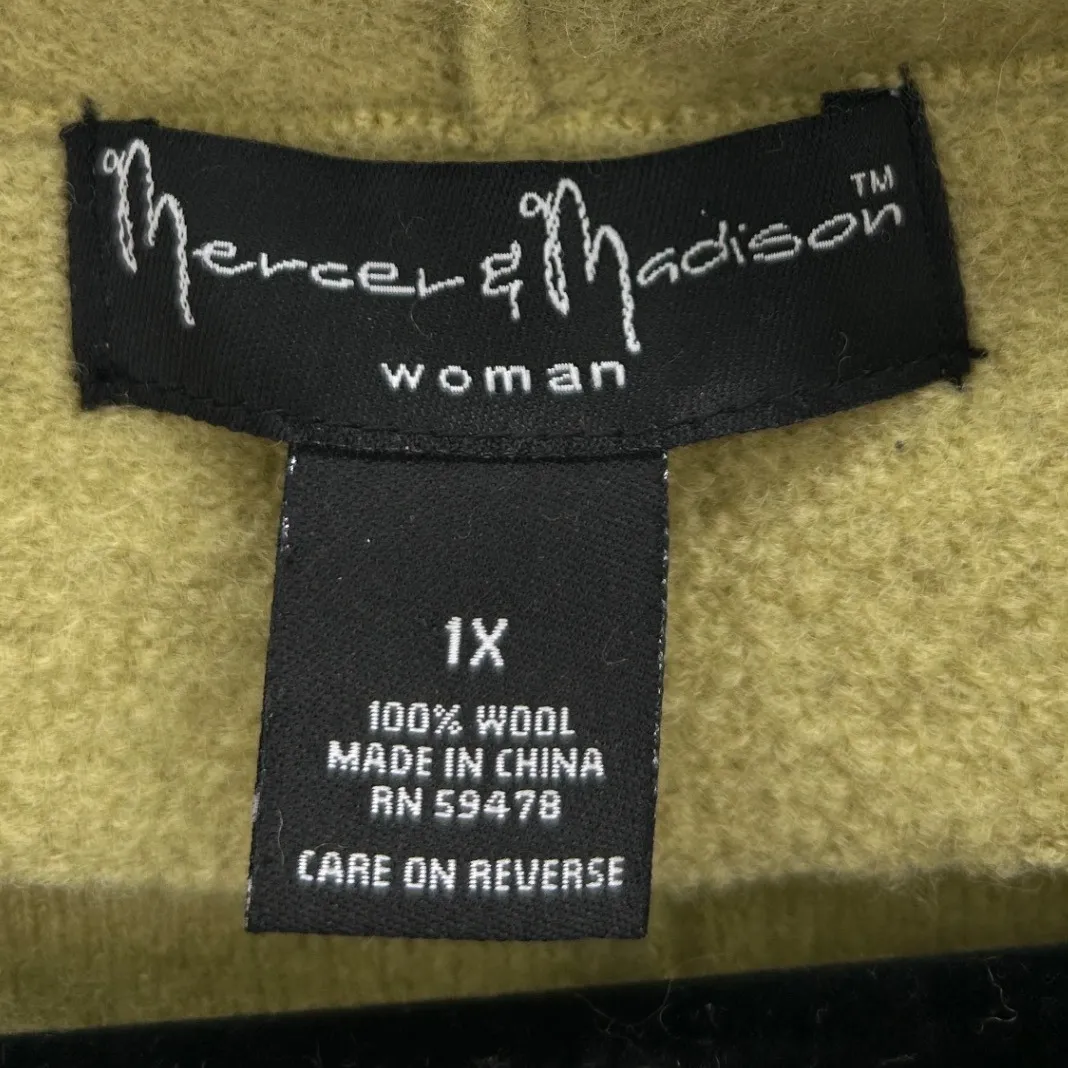 Mercer & Madison™
woman
1X
100% WOOL
MADE IN CHINA
RN 59478
CARE ON REVERSE